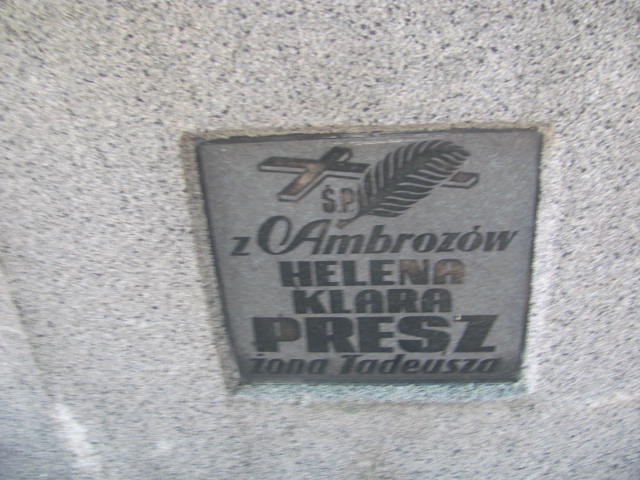 Ś.P.
z Ambrozów
HELENA
KLARA
PRESZ
żona Tadeusza